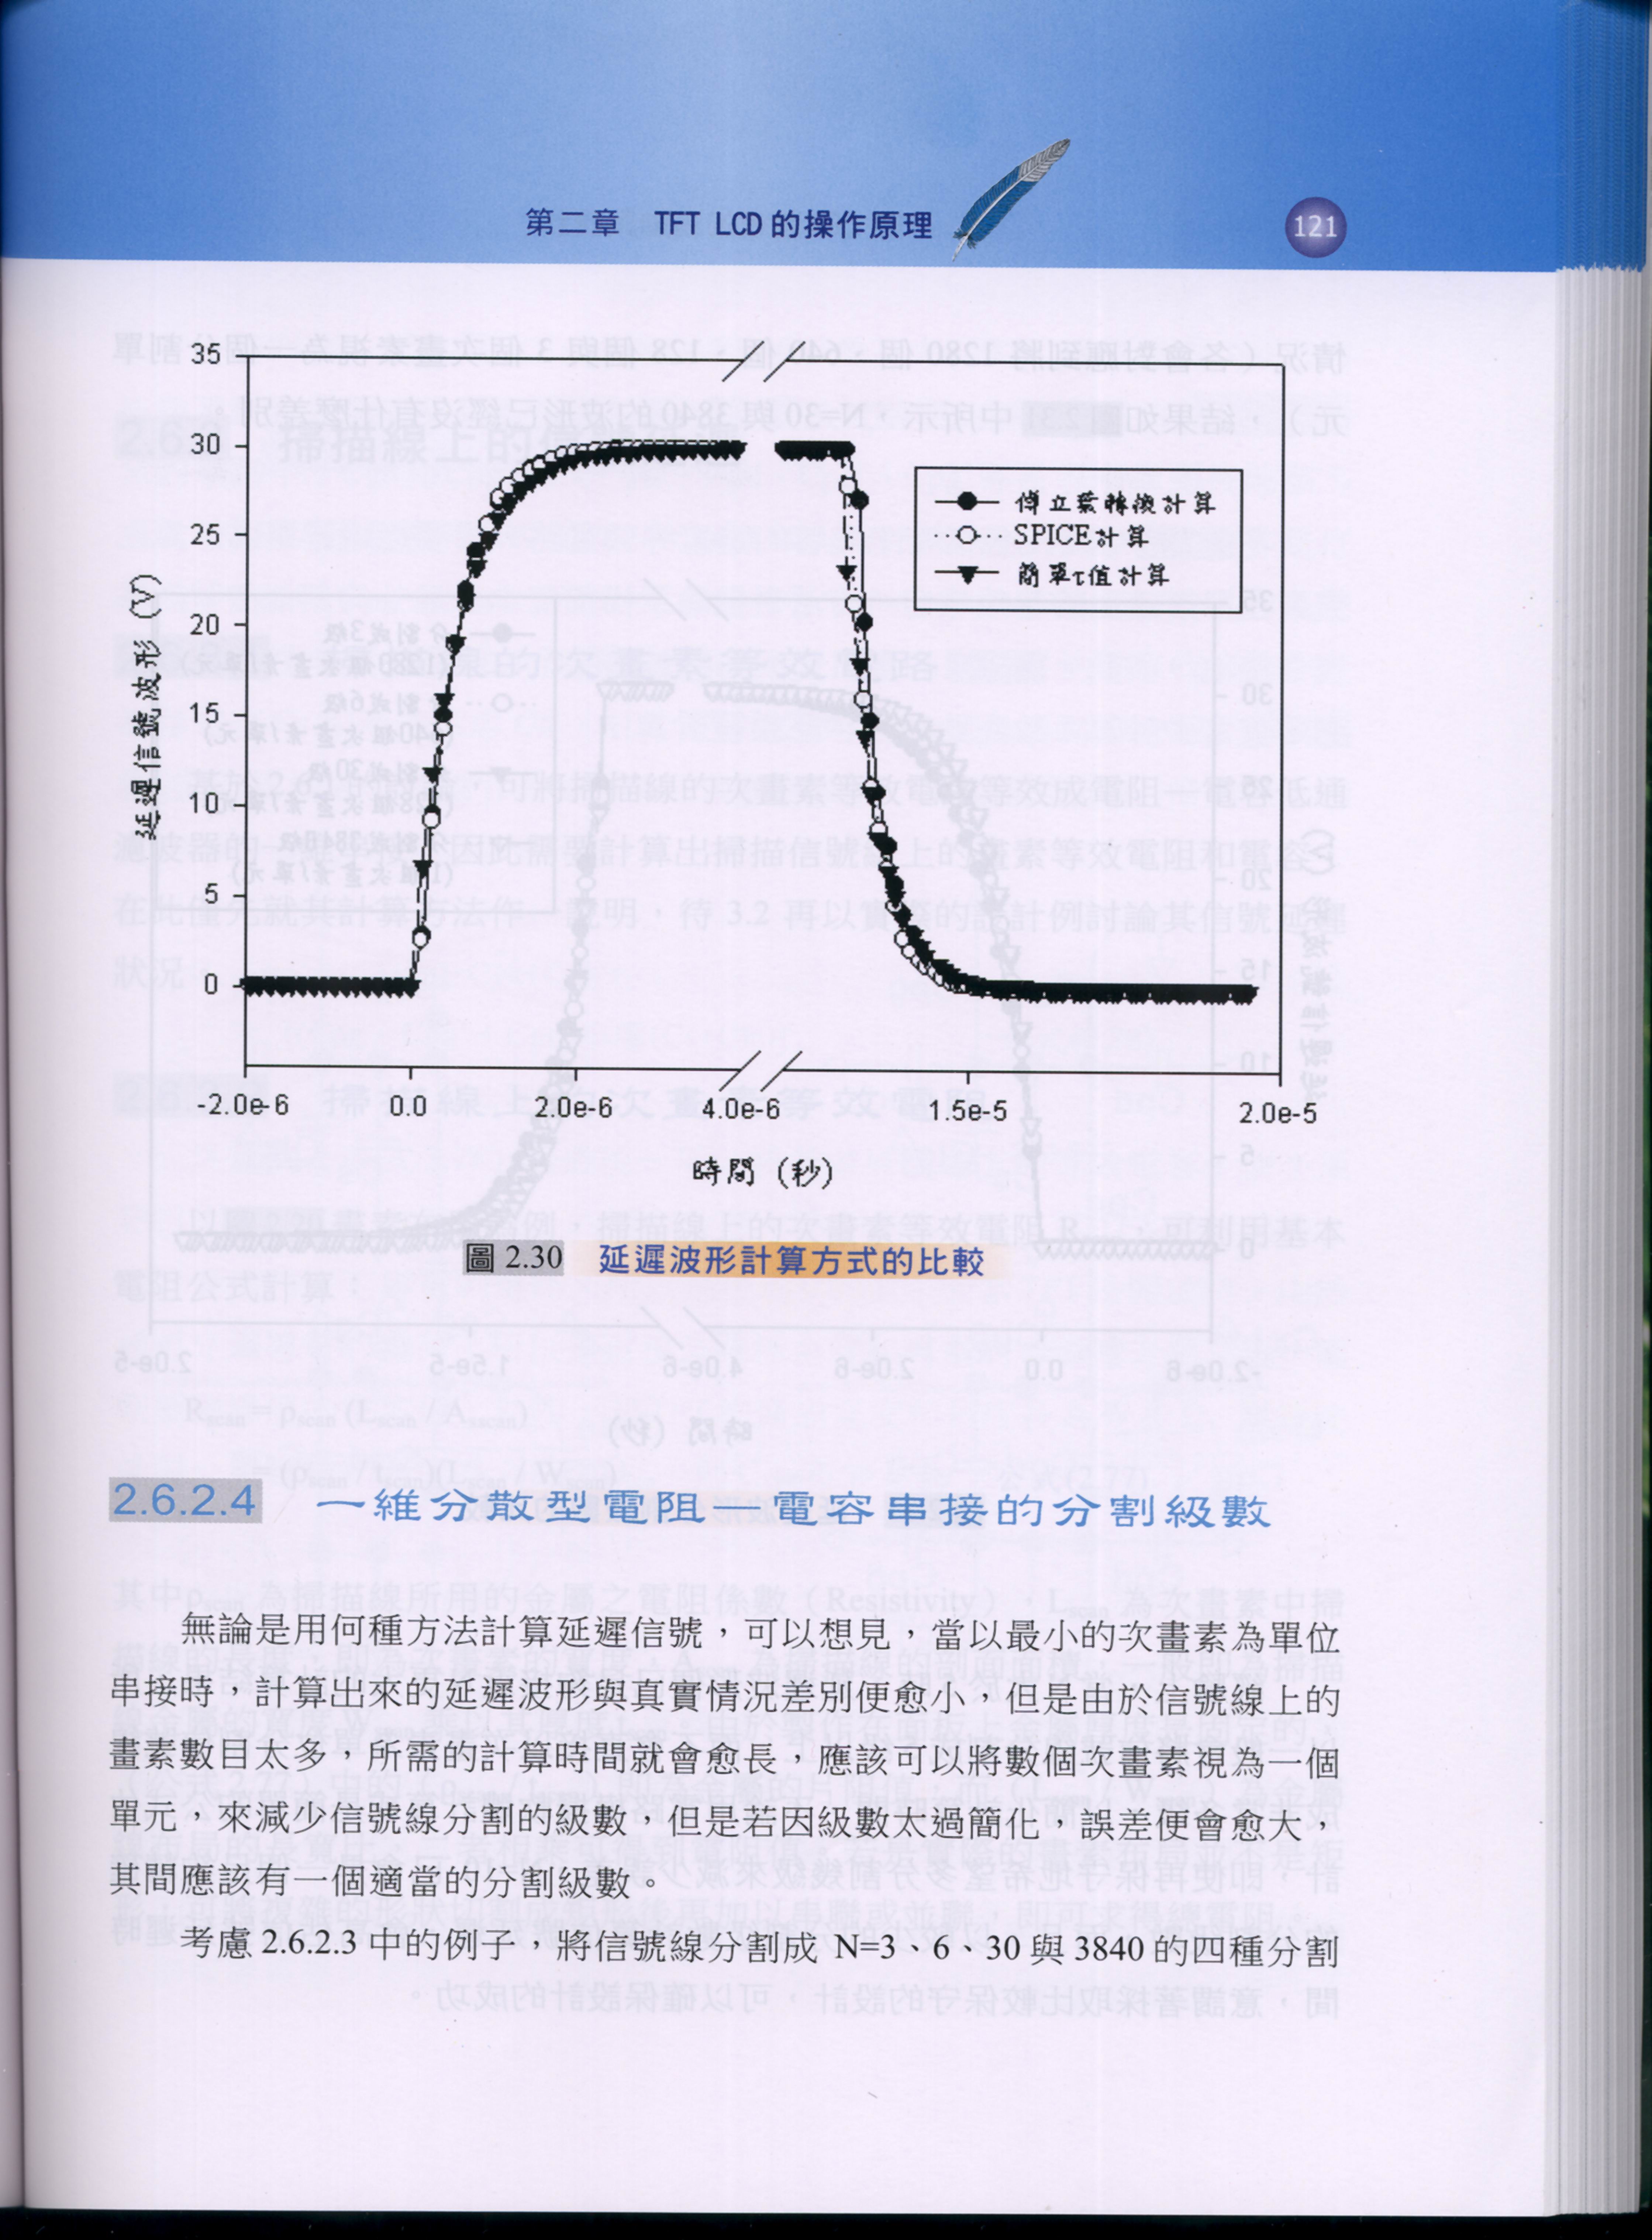 第二章 TFT LCD的操作原理
121
35
30
25
20
15
10
5
0
延遲信號波形 (V)
傅立葉轉換計算
SPICE計算
簡單τ值計算
-2.0e-6 0.0 2.0e-6 4.0e-6 1.5e-5 2.0e-5
時間 (秒)
圖 2.30 延遲波形計算方式的比較
2.6.2.4 一維分散型電阻—電容串接的分割級數
無論是用何種方法計算延遲信號，可以想見，當以最小的次畫素為單位
串接時，計算出來的延遲波形與真實情況差別便愈小，但是由於信號線上的
畫素數目太多，所需的計算時間就會愈長，應該可以將數個次畫素視為一個
單元，來減少信號線分割的級數，但是若因級數太過簡化，誤差便會愈大，
其間應該有一個適當的分割級數。
考慮 2.6.2.3 中的例子，將信號線分割成 N=3、6、30 與 3840 的四種分割